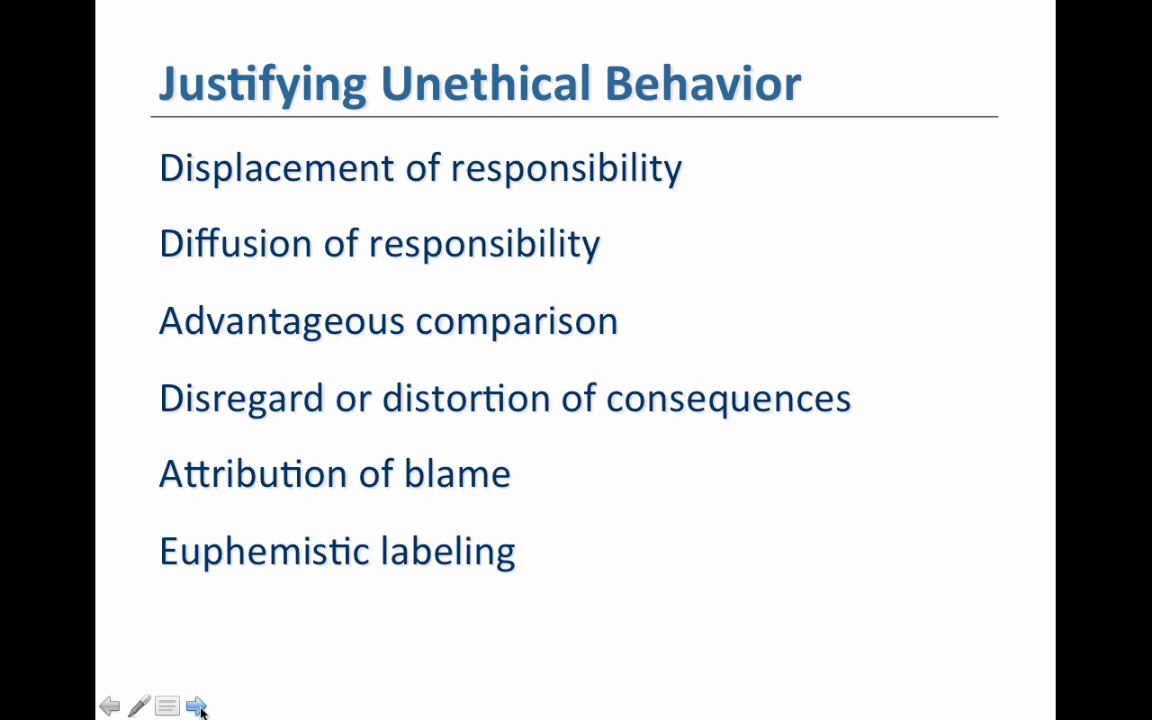 Justifying Unethical Behavior
Displacement of responsibility
Diffusion of responsibility
Advantageous comparison
Disregard or distortion of consequences
Attribution of blame
Euphemistic labeling